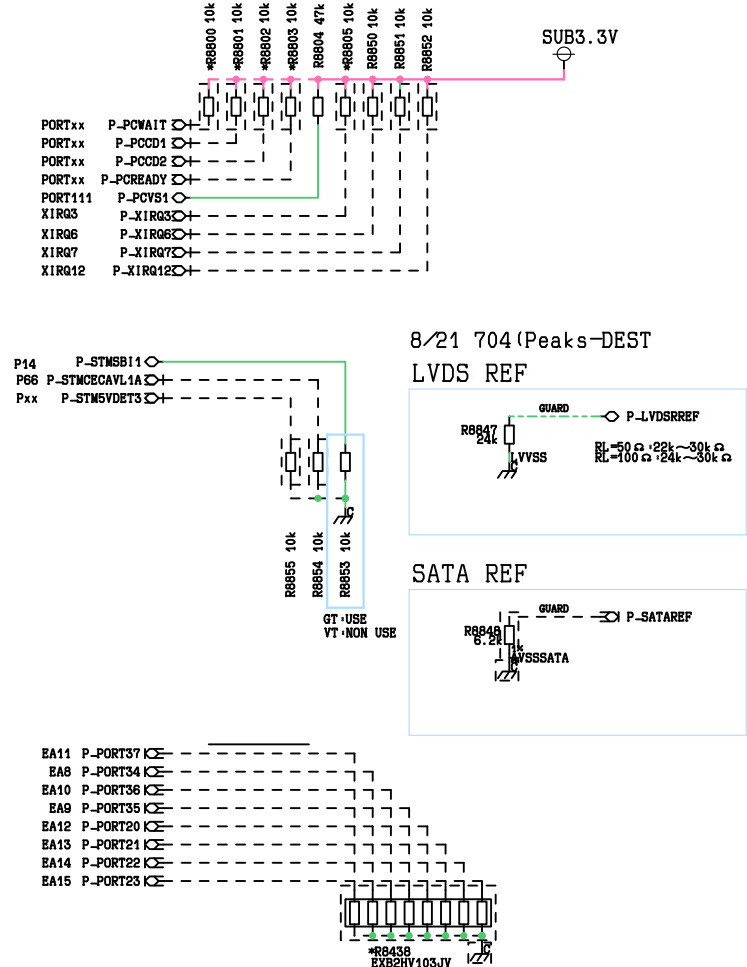 *R8800 10k
*R8801 10k
*R8802 10k
*R8803 10k
R8804 47k
*R8805 10k
R8850 10k
R8851 10k
R8852 10k
SUB3.3V
PORTxx P-PCWAIT
PORTxx P-PCCD1
PORTxx P-PCCD2
PORTxx P-PCREADY
PORT111 P-PCVS1
XIRQ3 P-XIRQ3
XIRQ6 P-XIRQ6
XIRQ7 P-XIRQ7
XIRQ12 P-XIRQ12
8/21 704(Peaks-DEST
LVDS REF
P14 P-STMSBI1
P66 P-STMCECAVL1A
Pxx P-STM5VDET3
GUARD
P-LVDSRREF
R8847
24k
RL=50Ω:22k~30kΩ
RL=100Ω:24k~30kΩ
LVVSS
C
C
R8855 10k
R8854 10k
R8853 10k
GT:USE
VT:NON USE
SATA REF
GUARD
P-SATAREF
R8848
6.2k
AVSSSATA
C
EA11 P-PORT37
EA8 P-PORT34
EA10 P-PORT36
EA9 P-PORT35
EA12 P-PORT20
EA13 P-PORT21
EA14 P-PORT22
EA15 P-PORT23
*R8438
EXB2HV103JV
C